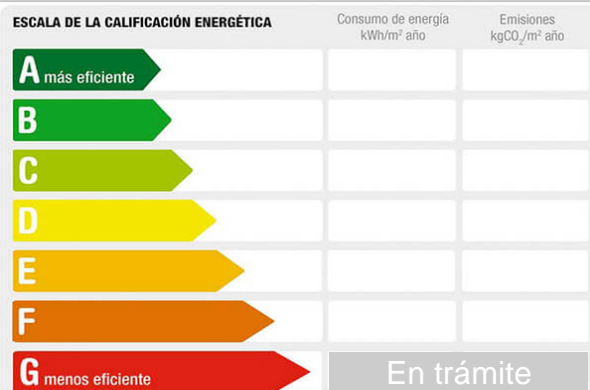 ESCALA DE LA CALIFICACIÓN ENERGÉTICA
Consumo de energía
kWh/m² año
Emisiones
kgCO₂/m² año
A más eficiente
B
C
D
E
F
G menos eficiente
En trámite